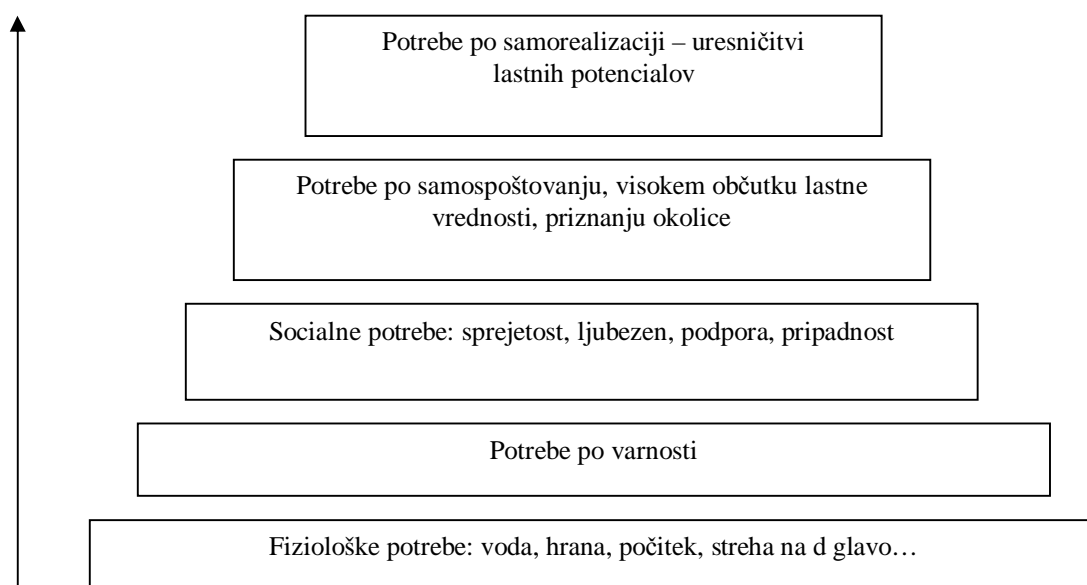 Potrebe po samorealizaciji – uresničitvi
lastnih potencialov
Potrebe po samospoštovanju, visokem občutku lastne
vrednosti, priznanju okolice
Socialne potrebe: sprejetost, ljubezen, podpora, pripadnost
Potrebe po varnosti
Fiziološke potrebe: voda, hrana, počitek, streha na d glavo…